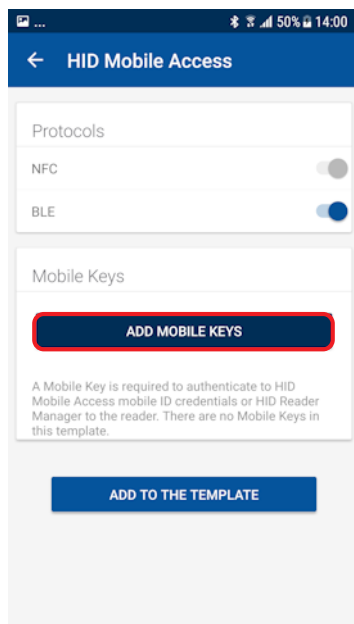 ... 50% 14:00
HID Mobile Access
Protocols
NFC
BLE
Mobile Keys
ADD MOBILE KEYS
A Mobile Key is required to authenticate to HID
Mobile Access mobile ID credentials or HID Reader
Manager to the reader. There are no Mobile Keys in
this template.
ADD TO THE TEMPLATE